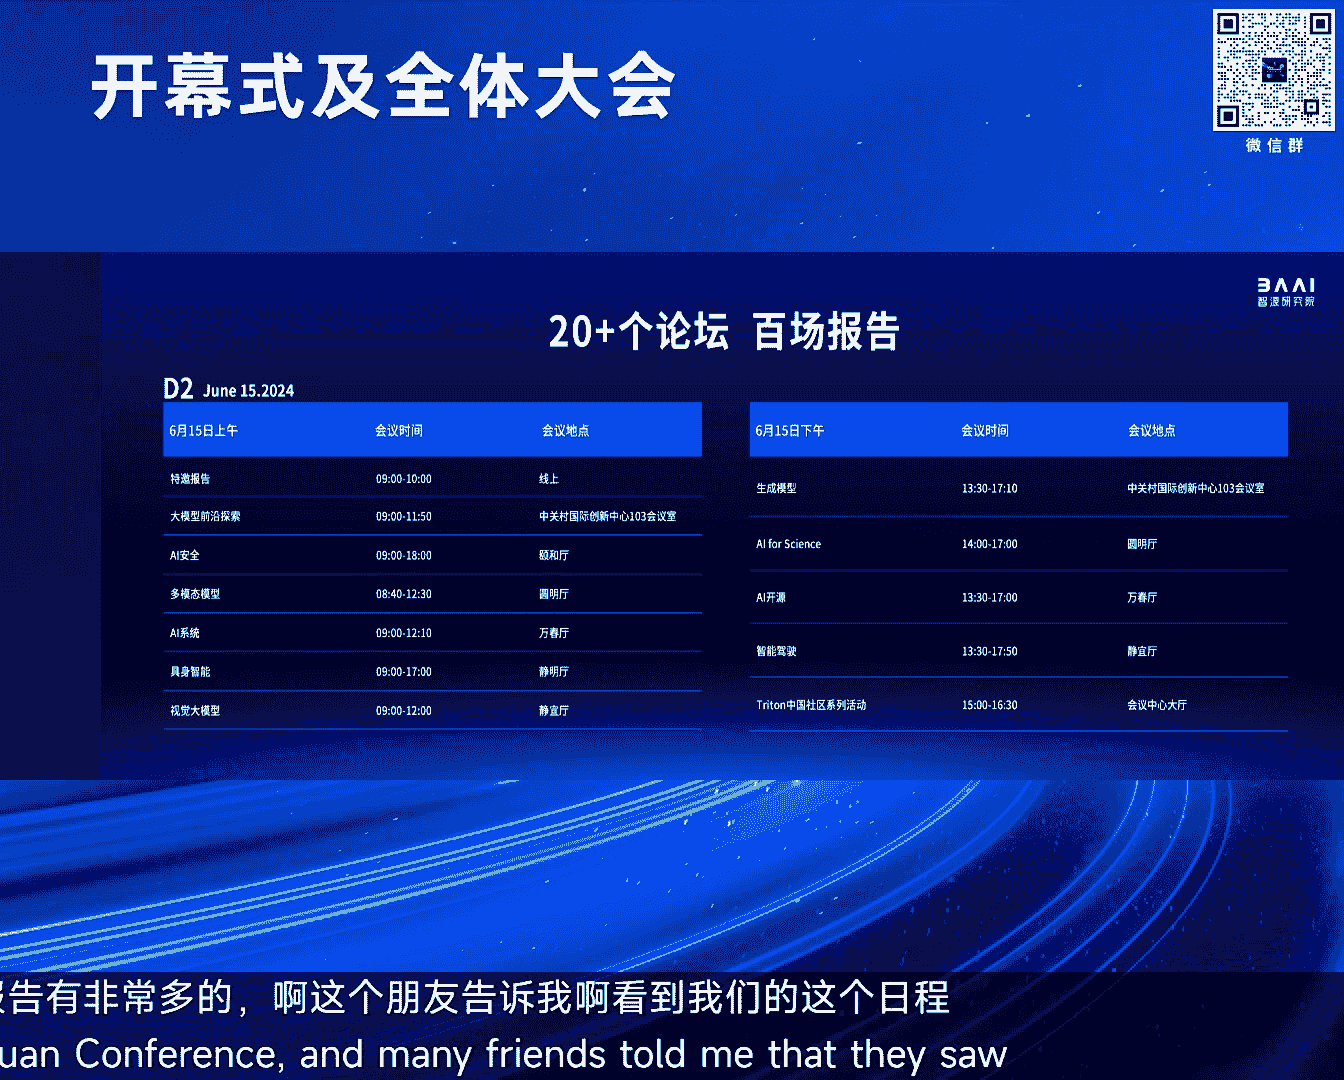 开幕式及全体大会
微信群
BAAI
智源研究院
20+个论坛 百场报告
D2 June 15.2024
6月15日上午 会议时间 会议地点
特邀报告 09:00-10:00 线上
大模型前沿探索 09:00-11:50 中关村国际创新中心103会议室
AI安全 09:00-18:00 颐和厅
多模态模型 08:40-12:30 圆明厅
AI系统 09:00-12:10 万春厅
具身智能 09:00-17:00 静明厅
视觉大模型 09:00-12:00 静宜厅
6月15日下午 会议时间 会议地点
生成模型 13:30-17:10 中关村国际创新中心103会议室
AI for Science 14:00-17:00 圆明厅
AI开源 13:30-17:00 万春厅
智能驾驶 13:30-17:50 静宜厅
Triton中国社区系列活动 15:00-16:30 会议中心大厅
告有非常多的，啊这个朋友告诉我啊看到我们的这个日程
uan Conference, and many friends told me that they saw